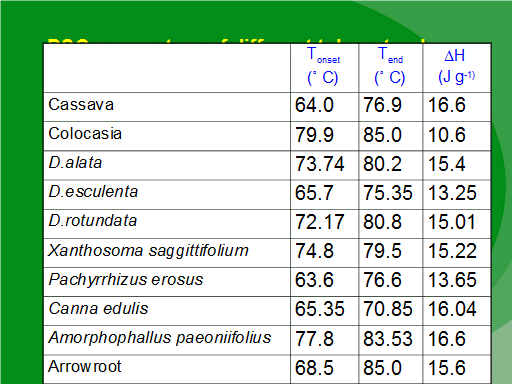 T onset (˚ C) T end (˚ C) ΔH (J g-1)
Cassava 64.0 76.9 16.6
Colocasia 79.9 85.0 10.6
D.alata 73.74 80.2 15.4
D.esculenta 65.7 75.35 13.25
D.rotundata 72.17 80.8 15.01
Xanthosoma saggittifolium 74.8 79.5 15.22
Pachyrrhizus erosus 63.6 76.6 13.65
Canna edulis 65.35 70.85 16.04
Amorphophallus paeoniifolius 77.8 83.53 16.6
Arrowroot 68.5 85.0 15.6